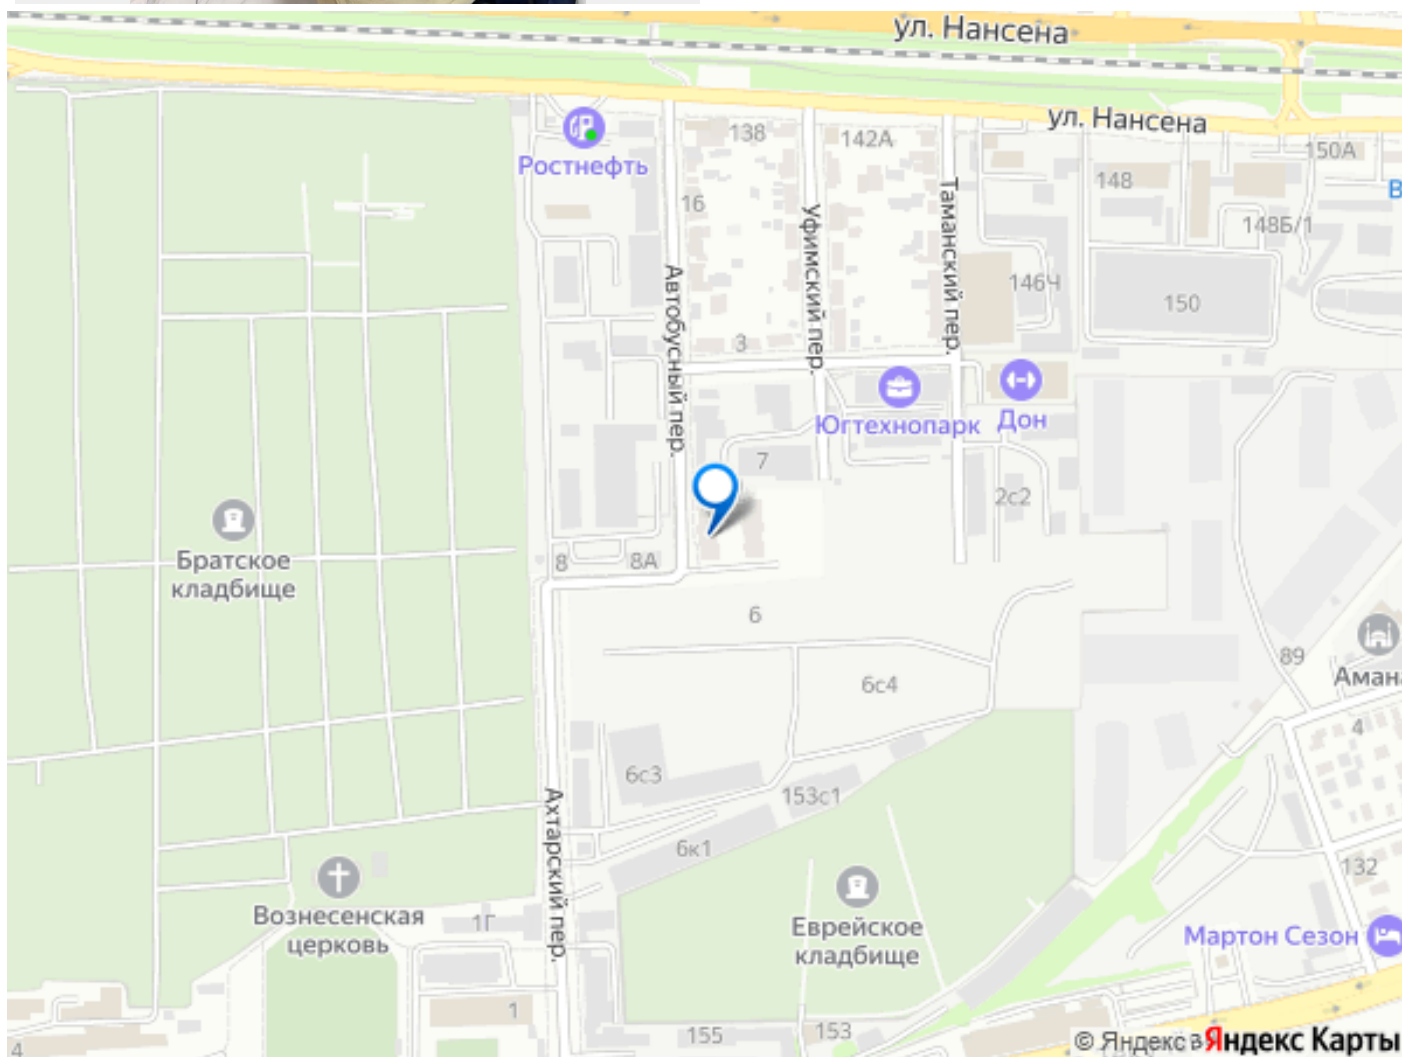 ул. Нансена
ул. Нансена
138
142А
150А
Ростнефть
148
16
148Б/1
Уфимский пер.
Таманский пер.
Автобусный пер.
146Ч
150
3
Югтехнопарк
Дон
7
2с2
Братское
кладбище
8
8А
6
89
Аман
6с4
4
6с3
153с1
Ахтарский пер.
6к1
132
Вознесенская
церковь
1Г
Еврейское
кладбище
Мартон Сезон
1
155
153
4
© Яндекс
Яндекс Карты